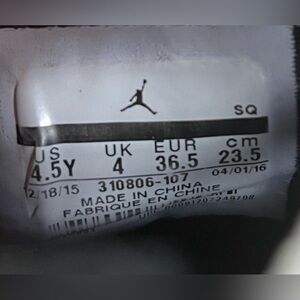 SQ
US UK EUR cm
4.5Y 4 36.5 23.5
12/18/15 310806-107 04/01/16
MADE IN CHINA
FABRIQUE EN CHINE